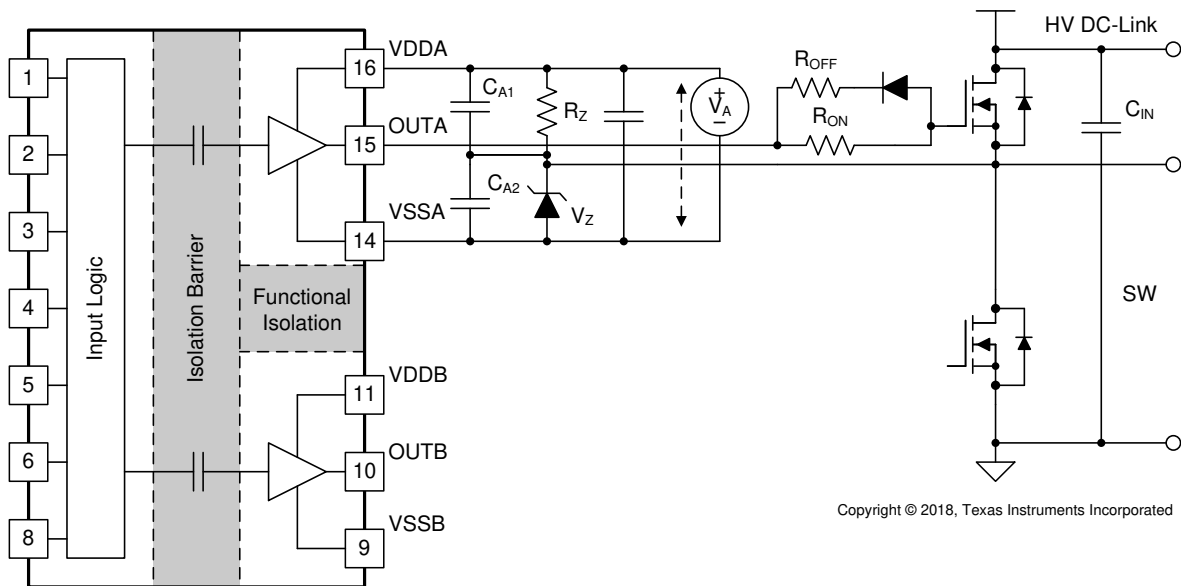 HV DC-Link
VDDA
1
16
C_A1
R_OFF
+
V_A
−
R_Z
R_ON
C_IN
OUTA
2
15
C_A2
VSSA
V_Z
3
14
Input Logic
Isolation Barrier
Functional
Isolation
4
SW
VDDB
5
11
OUTB
6
10
Copyright © 2018, Texas Instruments Incorporated
VSSB
8
9